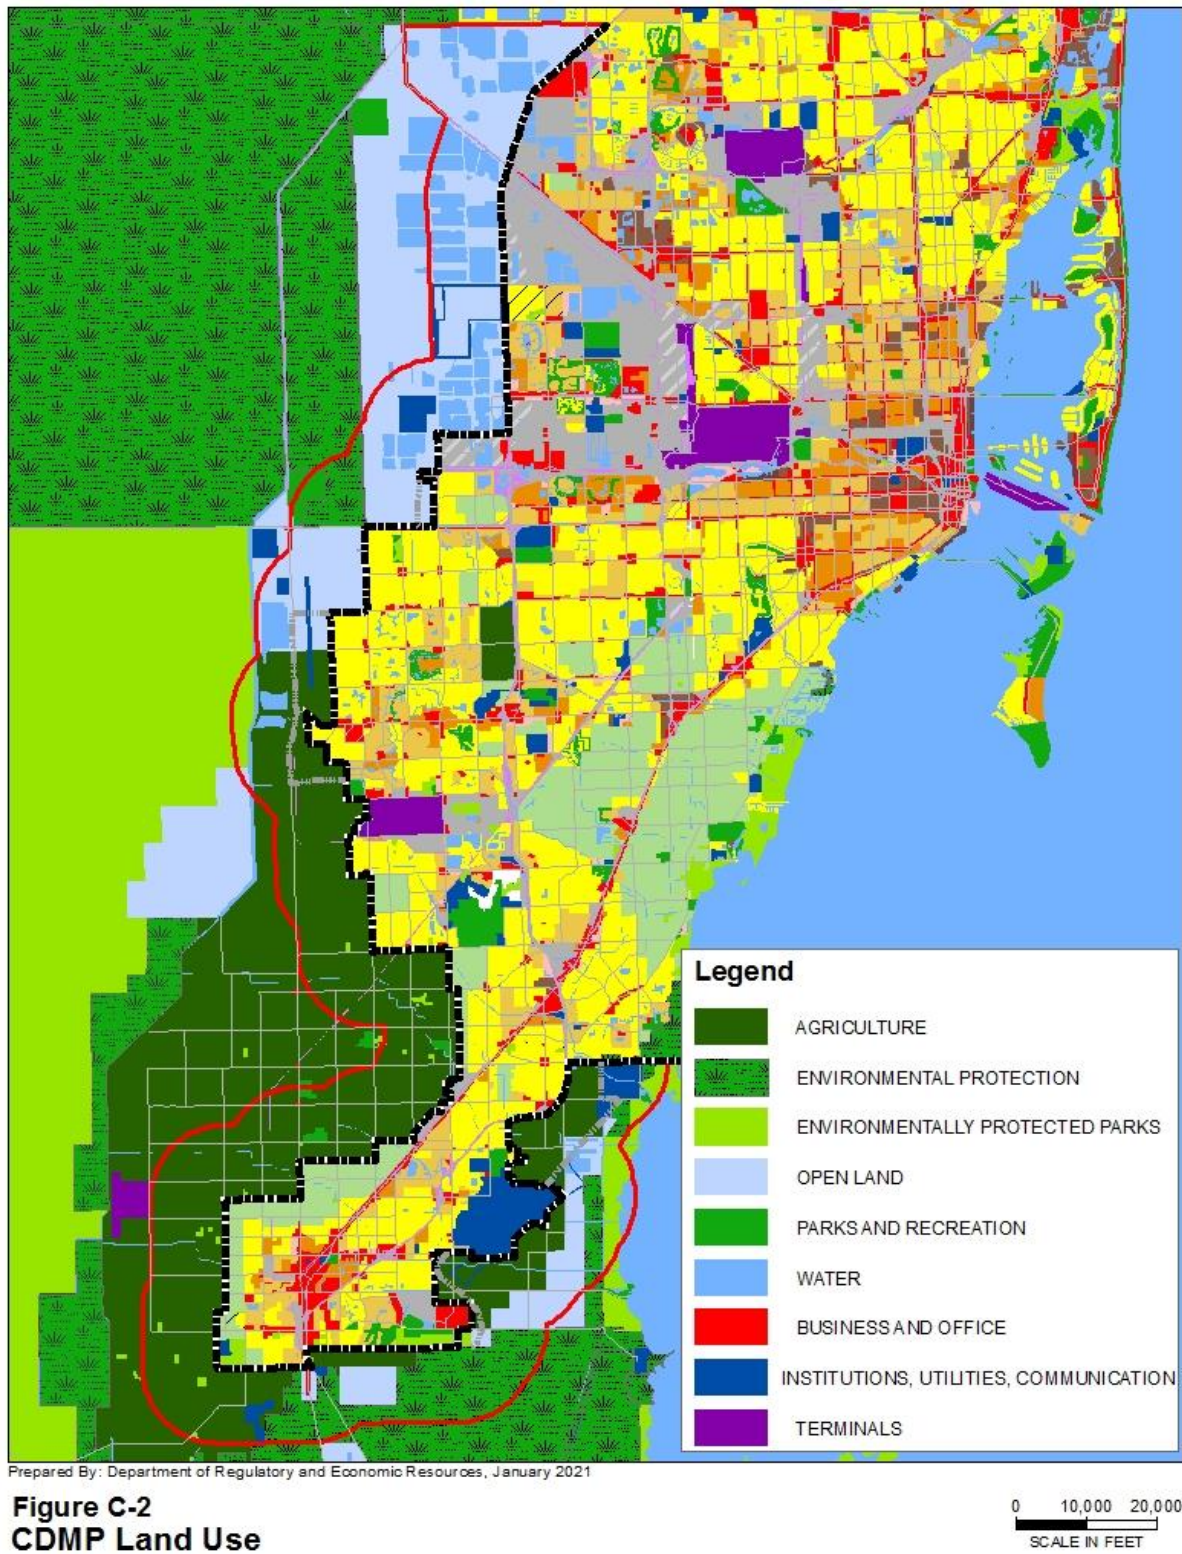 Legend
AGRICULTURE
ENVIRONMENTAL PROTECTION
ENVIRONMENTALLY PROTECTED PARKS
OPEN LAND
PARKS AND RECREATION
WATER
BUSINESS AND OFFICE
INSTITUTIONS, UTILITIES, COMMUNICATION
TERMINALS
Prepared By: Department of Regulatory and Economic Resources, January 2021
Figure C-2
CDMP Land Use
0 10,000 20,000
SCALE IN FEET